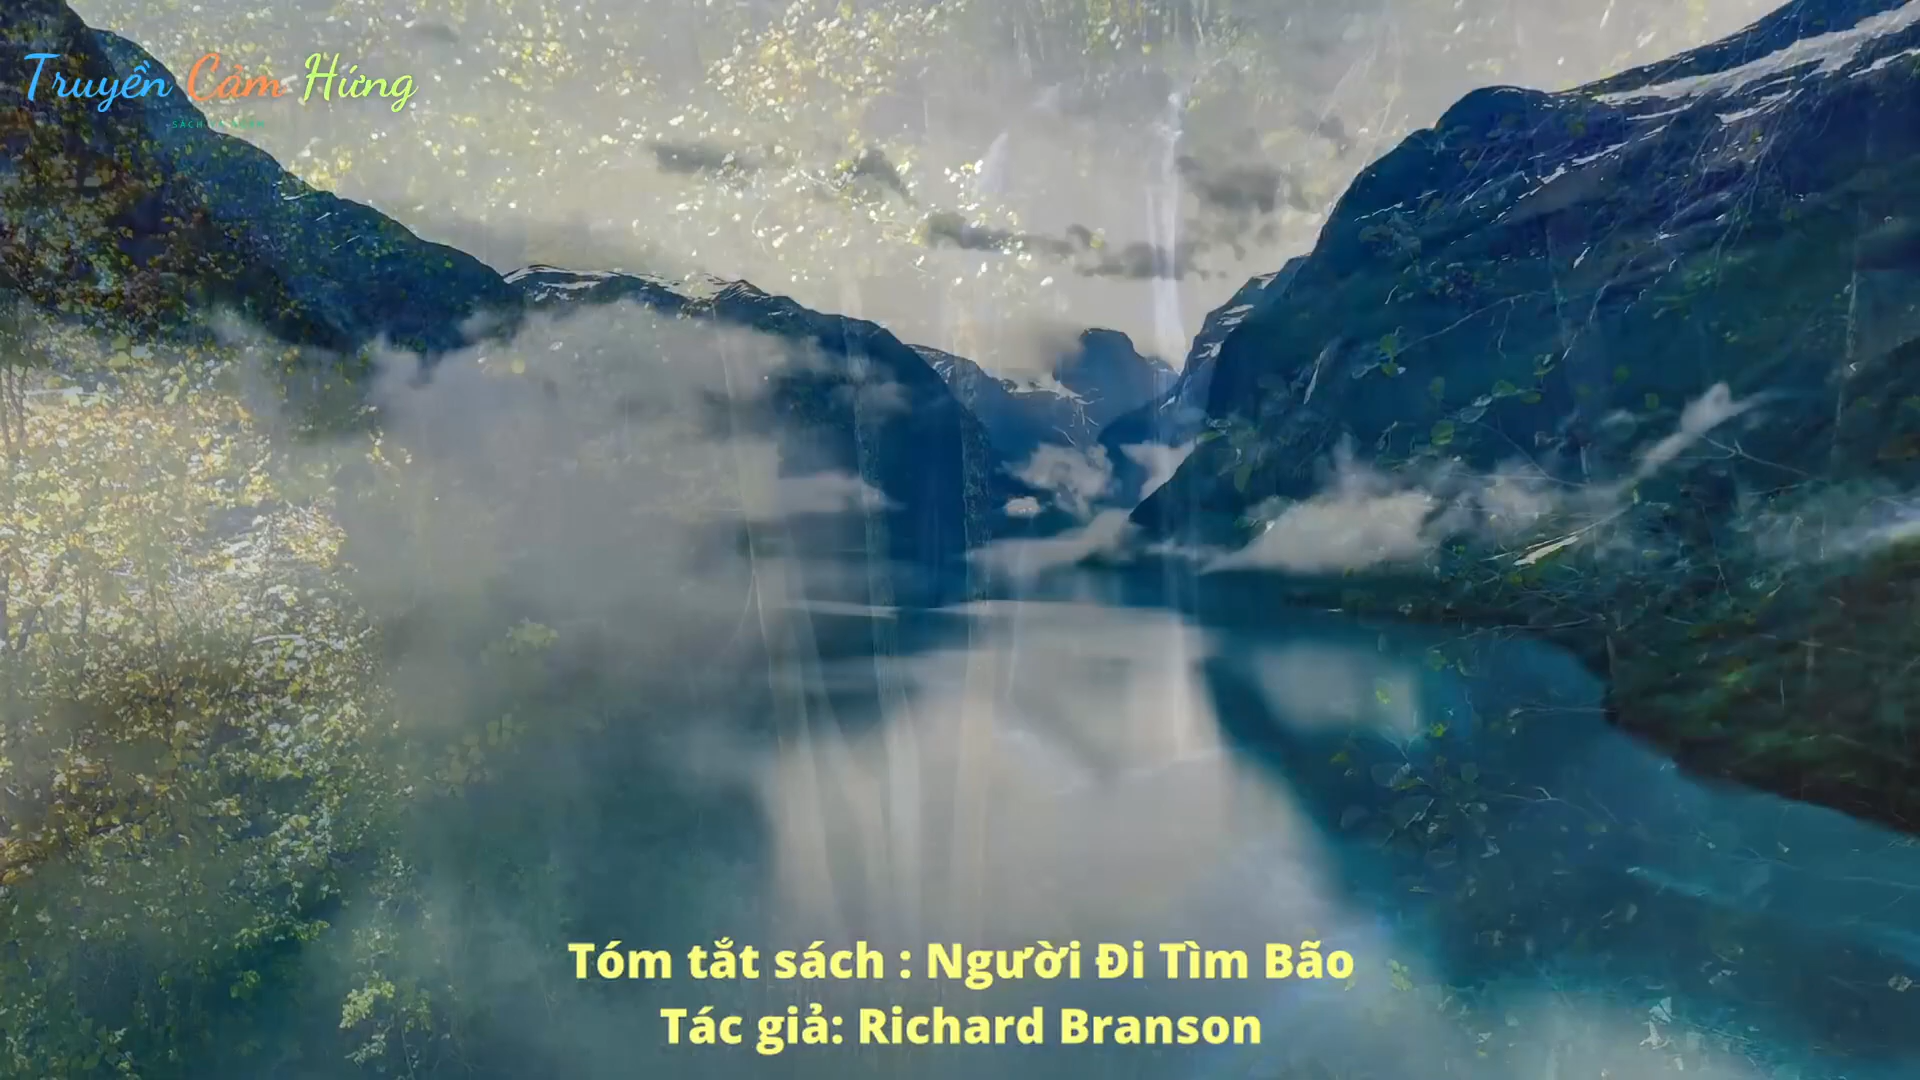 Truyền Cảm Hứng
Tóm tắt sách : Người Đi Tìm Bão
Tác giả: Richard Branson